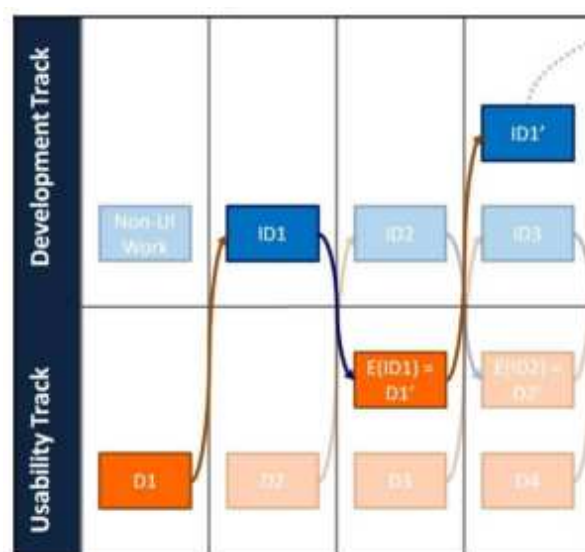 Development Track
ID1'
Non-UI
Work
ID1
ID2
ID3
Usability Track
E(ID1) =
D1'
E(ID2) =
D2'
D1
D2
D3
D4